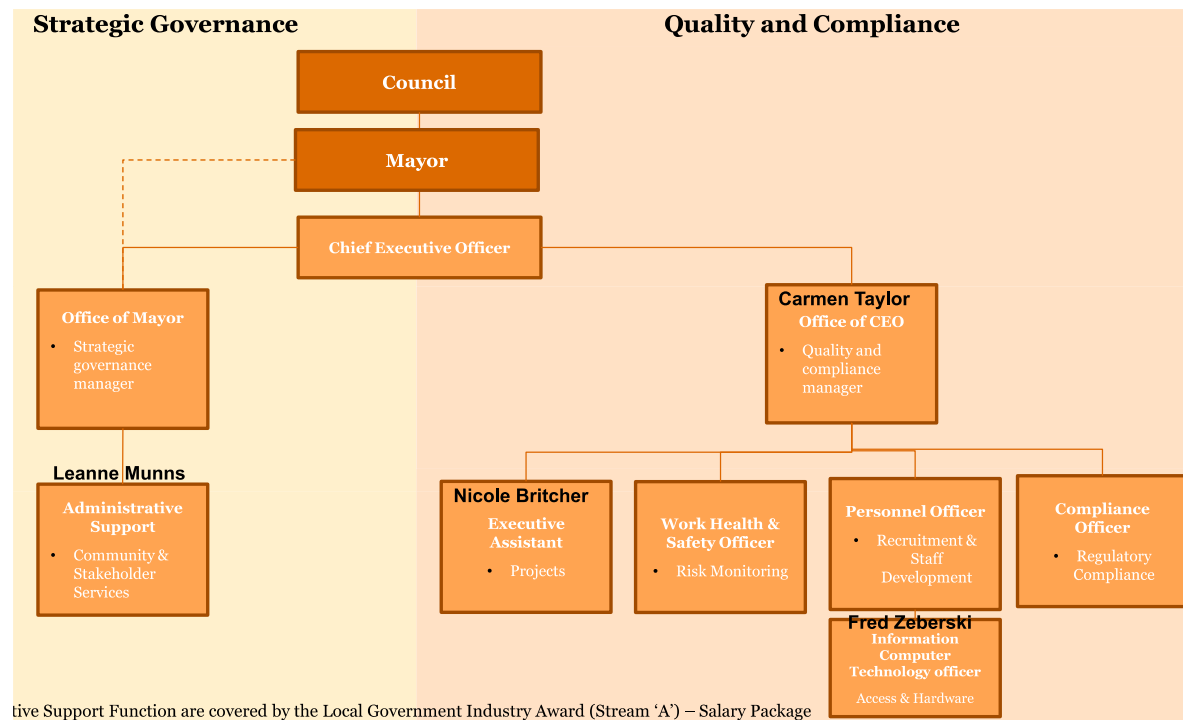 Strategic Governance
Quality and Compliance
Council
Mayor
Chief Executive Officer
Office of Mayor
• Strategic
governance
manager
Carmen Taylor
Office of CEO
• Quality and
compliance
manager
Leanne Munns
Administrative
Support
• Community &
Stakeholder
Services
Nicole Britcher
Executive
Assistant
• Projects
Work Health &
Safety Officer
• Risk Monitoring
Personnel Officer
• Recruitment &
Staff
Development
Compliance
Officer
• Regulatory
Compliance
Fred Zeberski
Information
Computer
Technology officer
Access & Hardware
tive Support Function are covered by the Local Government Industry Award (Stream ‘A’) – Salary Package